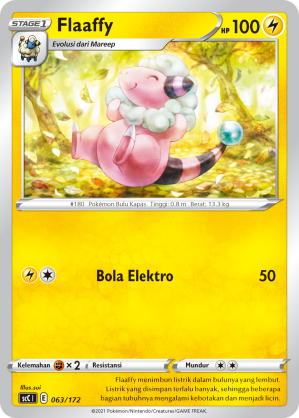 STAGE 1
Flaaffy
HP 100
Evolusi dari Mareep
#180 Pokémon Bulu Kapas Tinggi: 0.8 m Berat: 13.3 kg
Bola Elektro 50
Kelemahan × 2 Resistansi Mundur
Illus. sui
E 063/172
Flaaffy menimbun listrik dalam bulunya yang lembut.
Listrik yang disimpan terlalu banyak, sehingga beberapa
bagian tubuhnya mengalami kebotakan dan menjadi licin.
©2021 Pokémon/Nintendo/Creatures/GAME FREAK